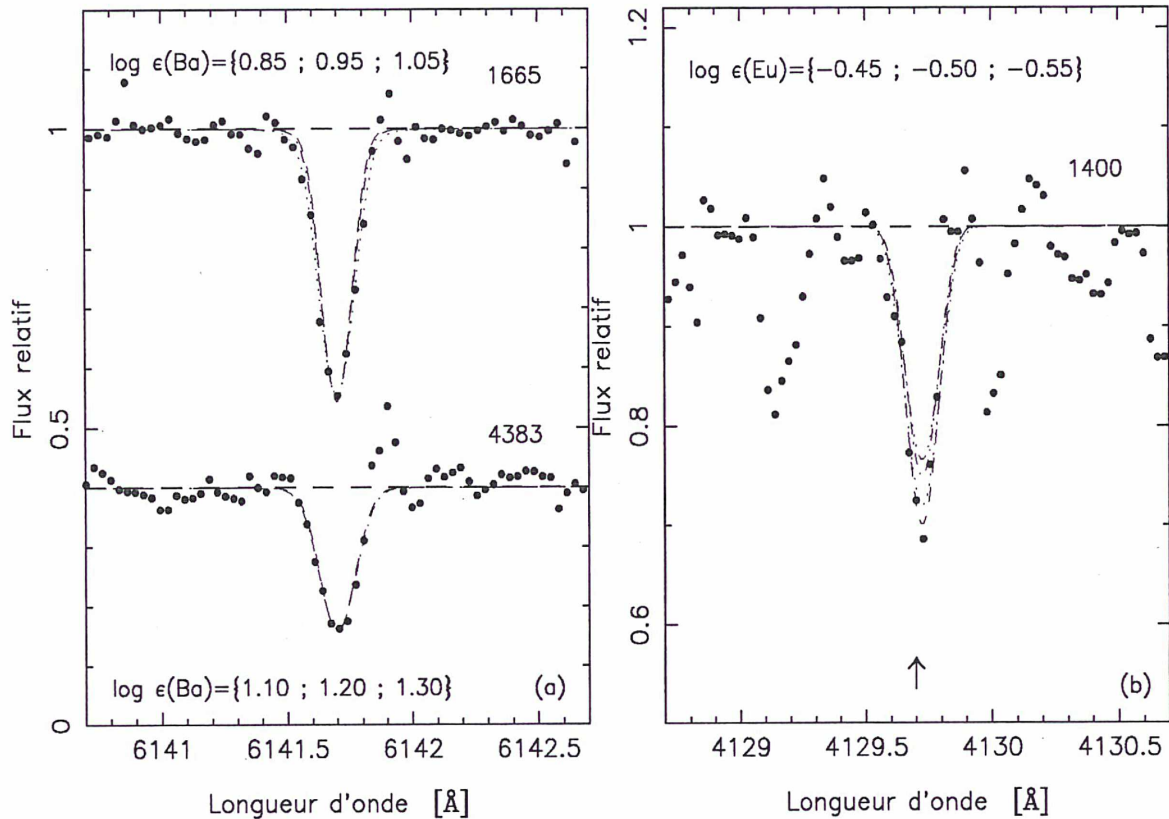 log ε(Ba)={0.85 ; 0.95 ; 1.05}
1665
4383
log ε(Ba)={1.10 ; 1.20 ; 1.30}
(a)
Flux relatif
1
0.5
0
6141
6141.5
6142
6142.5
Longueur d'onde [Å]
log ε(Eu)={−0.45 ; −0.50 ; −0.55}
1400
(b)
Flux relatif
1.2
1
0.8
0.6
4129
4129.5
4130
4130.5
Longueur d'onde [Å]